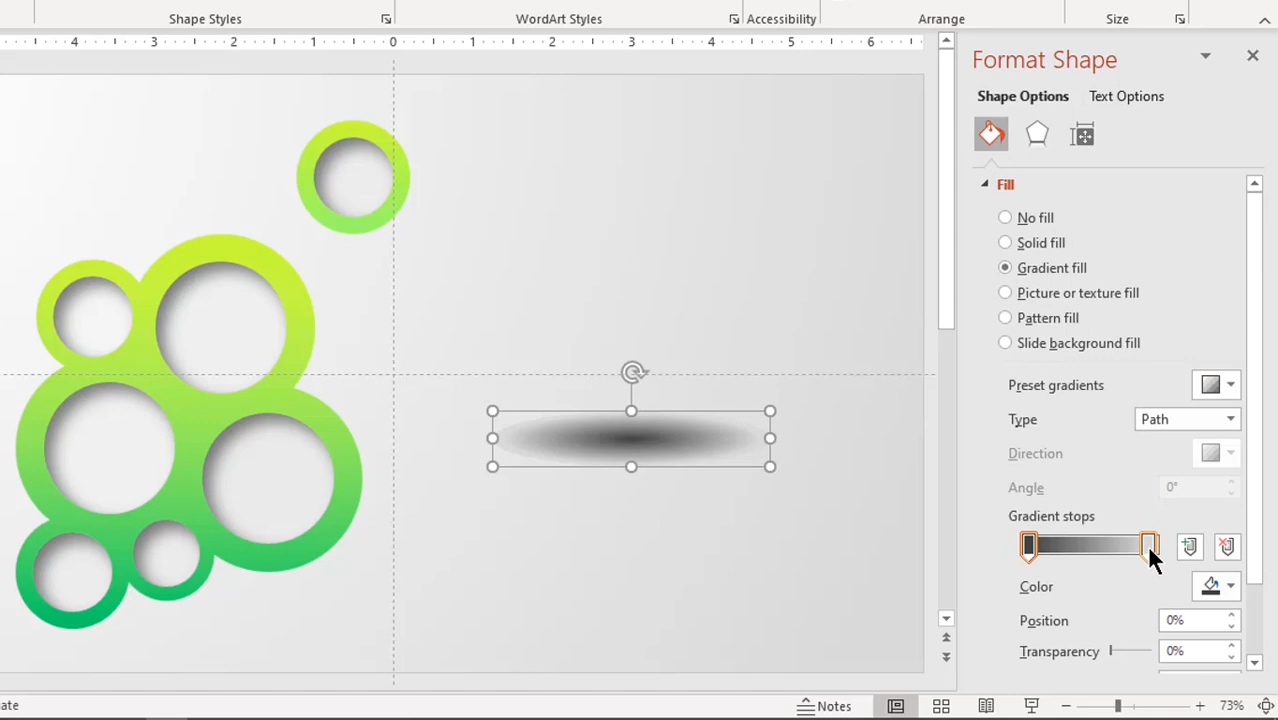 Shape Styles WordArt Styles Accessibility Arrange Size
4 3 2 1 0 1 2 3 4 5 6
Format Shape
Shape Options Text Options
Fill
No fill
Solid fill
Gradient fill
Picture or texture fill
Pattern fill
Slide background fill
Preset gradients
Type Path
Direction
Angle 0°
Gradient stops
Color
Position 0%
Transparency 0%
ate Notes 73%